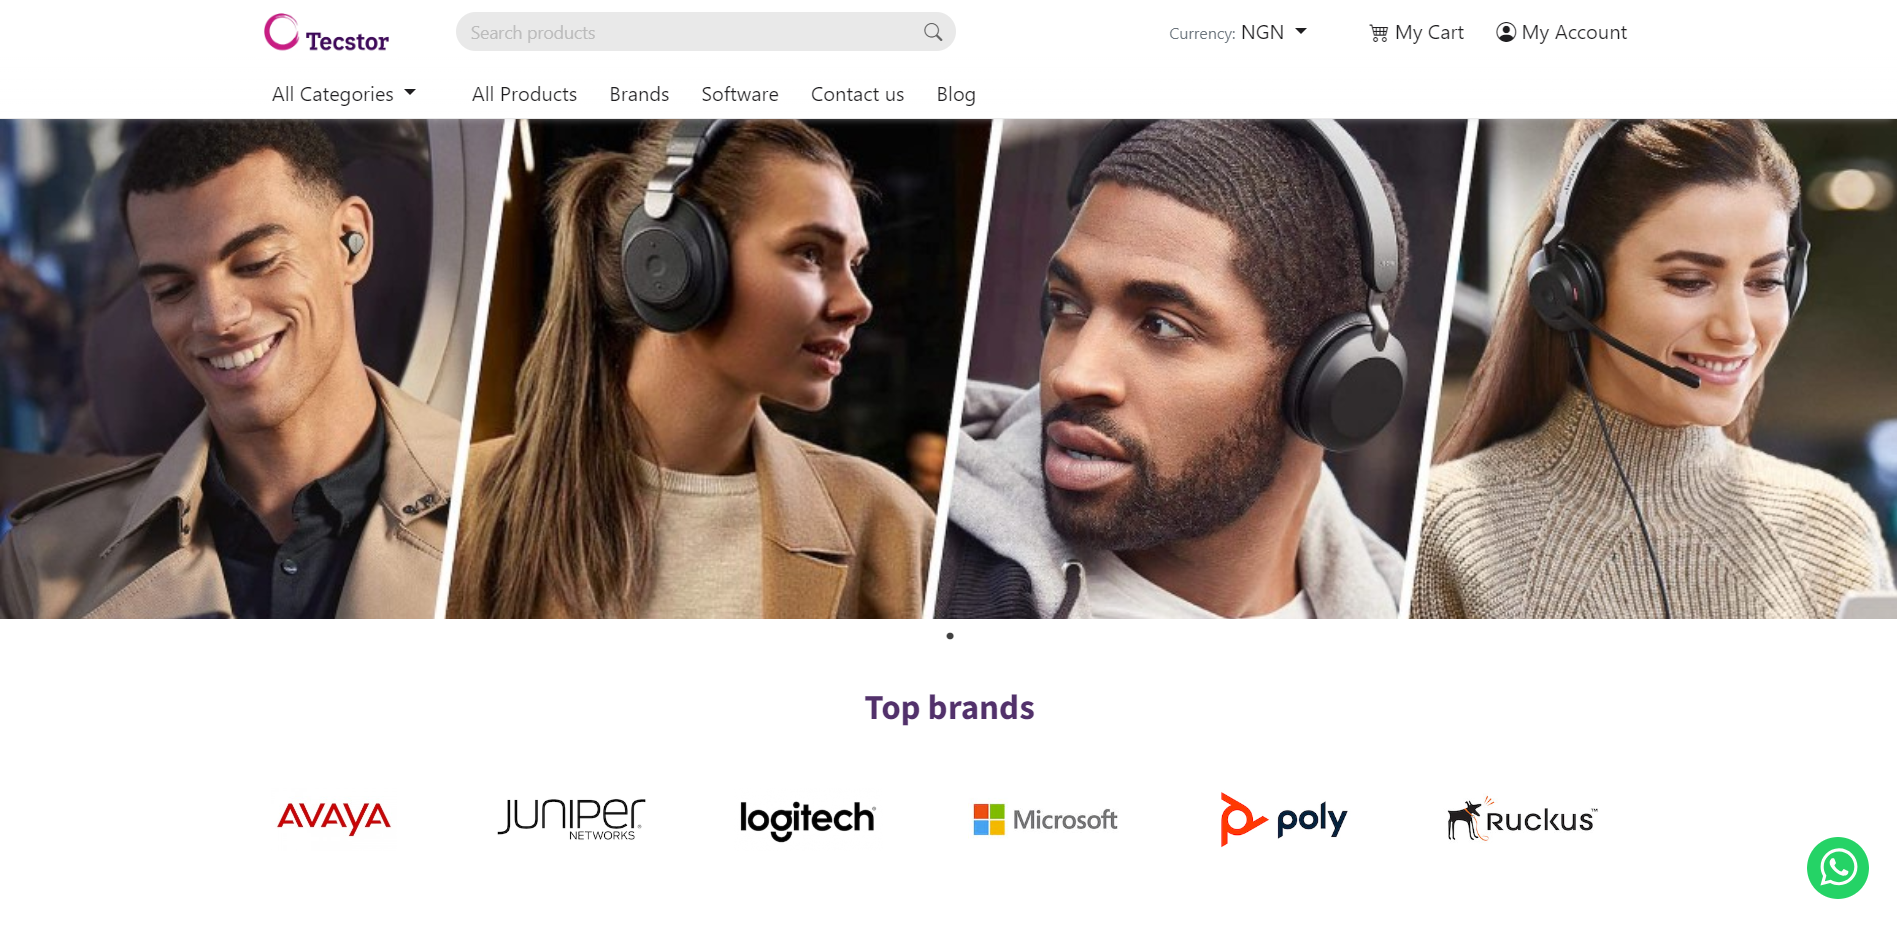 Tecstor
Search products
Currency: NGN
My Cart
My Account
All Categories
All Products
Brands
Software
Contact us
Blog
Top brands
AVAYA
JUNIPER
NETWORKS
logitech
Microsoft
poly
RUCKUS™